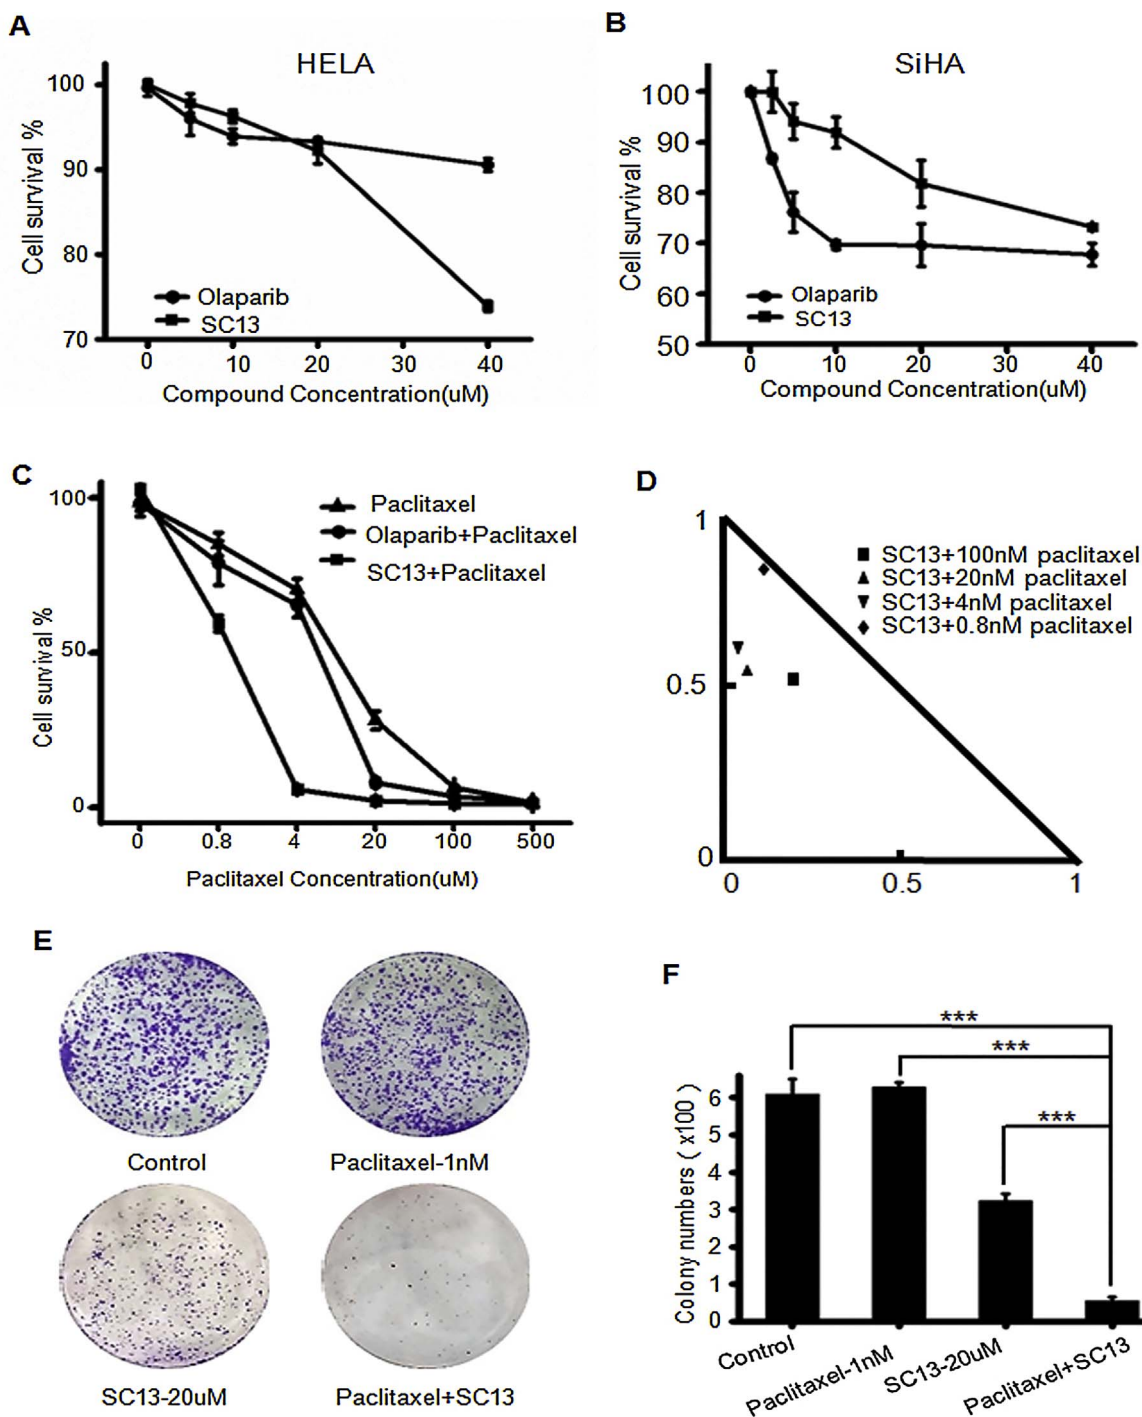 A
HELA
Cell survival %
100
90
80
70
Olaparib
SC13
0 10 20 30 40
Compound Concentration(uM)
B
SiHA
Cell survival %
100
90
80
70
60
50
Olaparib
SC13
0 10 20 30 40
Compound Concentration(uM)
C
Cell survival %
100
50
0
Paclitaxel
Olaparib+Paclitaxel
SC13+Paclitaxel
0 0.8 4 20 100 500
Paclitaxel Concentration(uM)
D
1
0.5
0
SC13+100nM paclitaxel
SC13+20nM paclitaxel
SC13+4nM paclitaxel
SC13+0.8nM paclitaxel
0 0.5 1
E
Control
Paclitaxel-1nM
SC13-20uM
Paclitaxel+SC13
F
***
***
***
Colony numbers ( x100)
6
5
4
3
2
1
0
Control
Paclitaxel-1nM
SC13-20uM
Paclitaxel+SC13